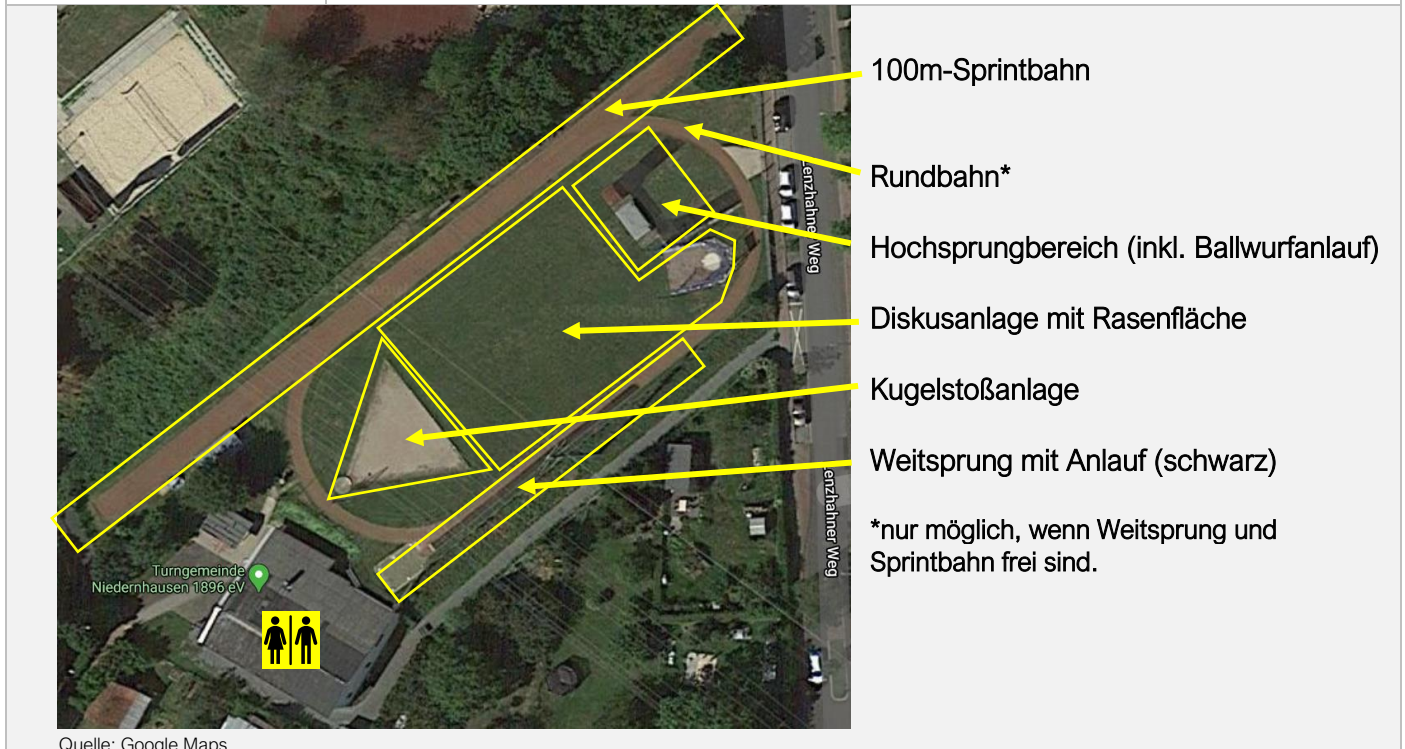 100m-Sprintbahn
Rundbahn*
Hochsprungbereich (inkl. Ballwurfanlauf)
Diskusanlage mit Rasenfläche
Kugelstoßanlage
Weitsprung mit Anlauf (schwarz)
*nur möglich, wenn Weitsprung und
Sprintbahn frei sind.
Lenzhahner Weg
Lenzhahner Weg
Turngemeinde
Niedernhausen 1896 eV
Quelle: Google Maps